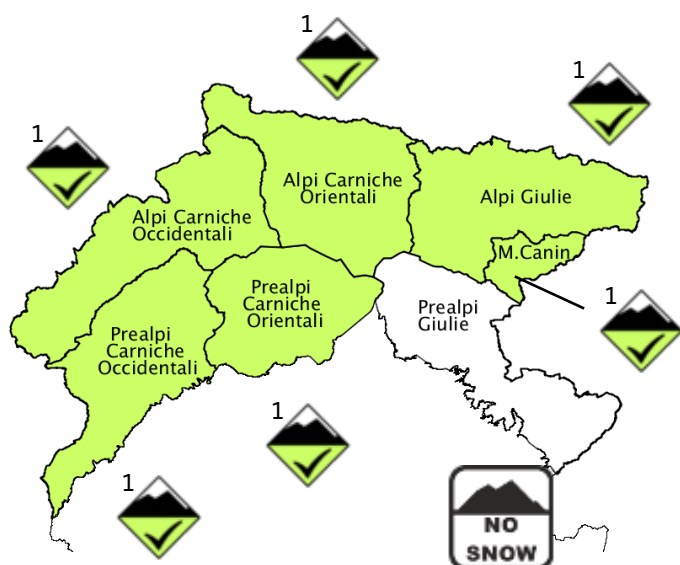 1
1
1
Alpi Carniche
Orientali
Alpi Giulie
Alpi Carniche
Occidentali
M.Canin
Prealpi
Carniche
Orientali
Prealpi
Giulie
1
Prealpi
Carniche
Occidentali
1
1
NO
SNOW